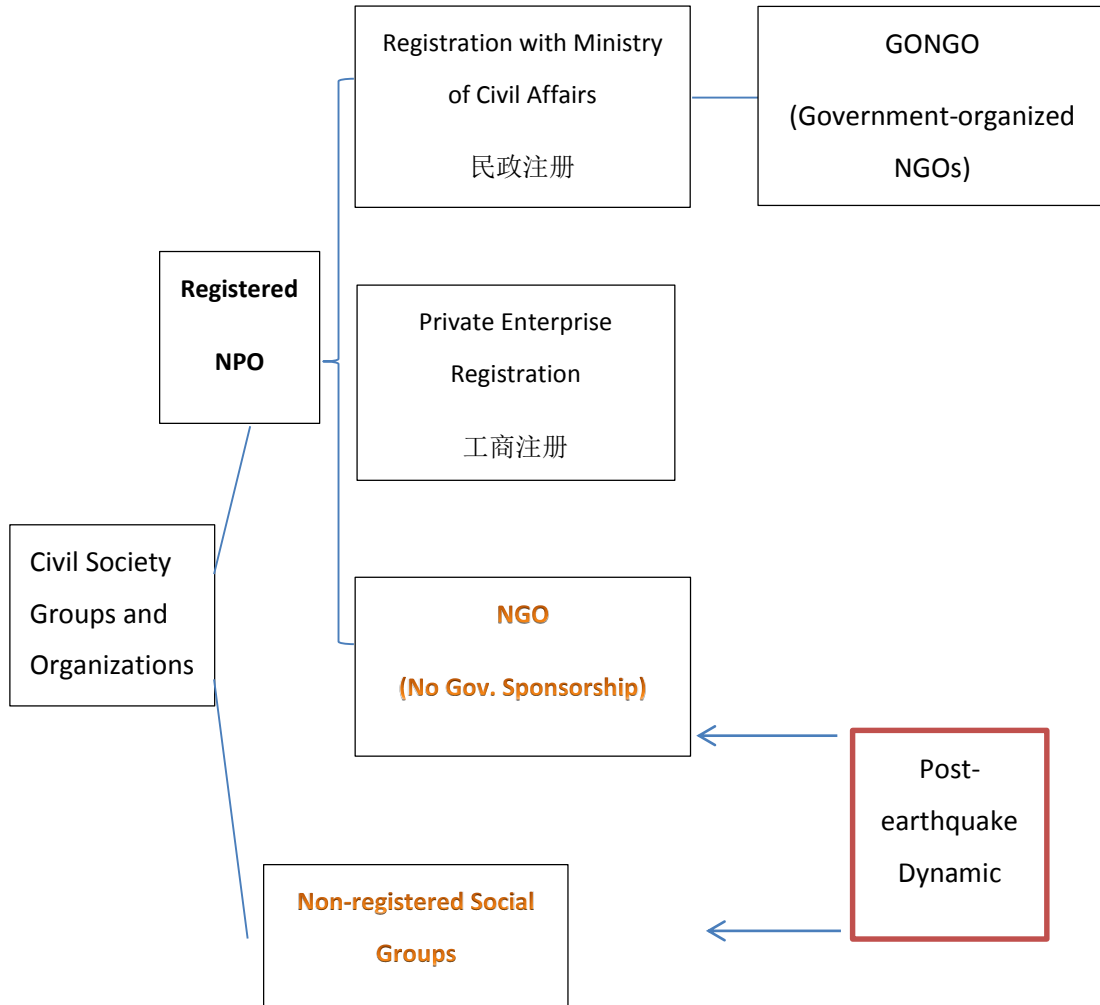 Registration with Ministry
of Civil Affairs
民政注册
GONGO
(Government-organized
NGOs)
Registered
NPO
Private Enterprise
Registration
工商注册
Civil Society
Groups and
Organizations
NGO
(No Gov. Sponsorship)
Post-
earthquake
Dynamic
Non-registered Social
Groups